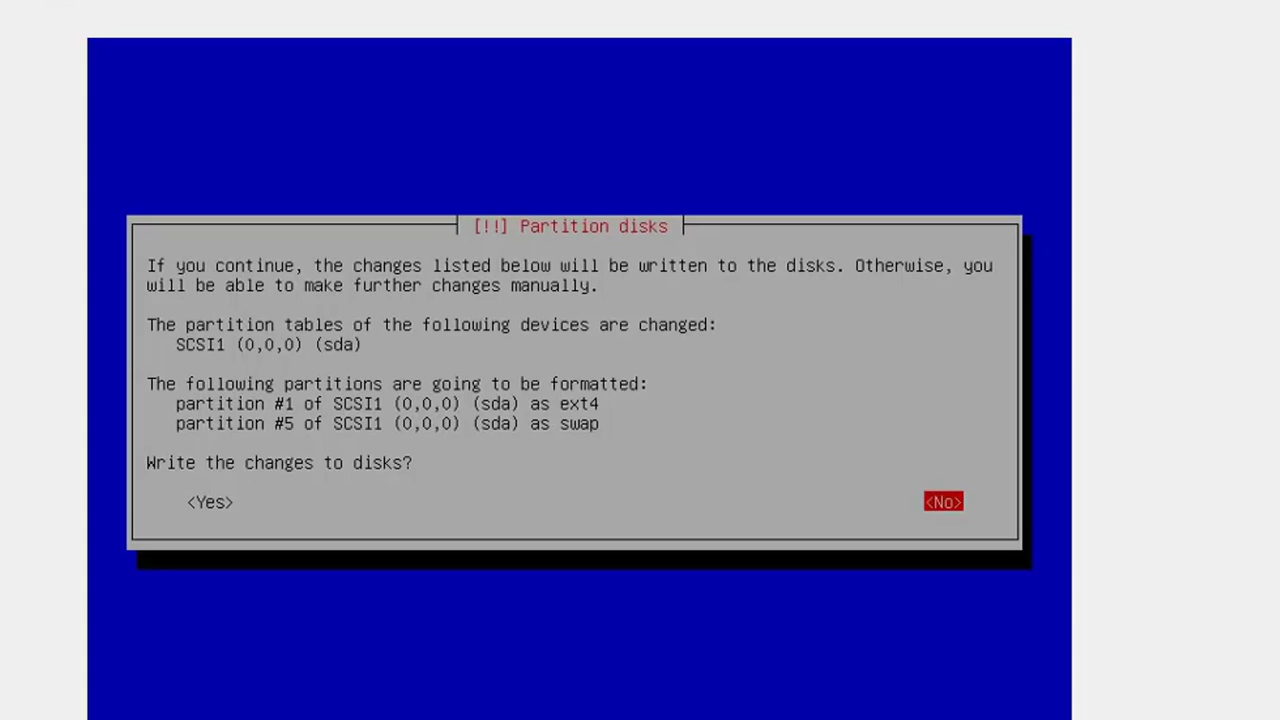 [!!] Partition disks
If you continue, the changes listed below will be written to the disks. Otherwise, you
will be able to make further changes manually.
The partition tables of the following devices are changed:
SCSI1 (0,0,0) (sda)
The following partitions are going to be formatted:
partition #1 of SCSI1 (0,0,0) (sda) as ext4
partition #5 of SCSI1 (0,0,0) (sda) as swap
Write the changes to disks?
<Yes> <No>